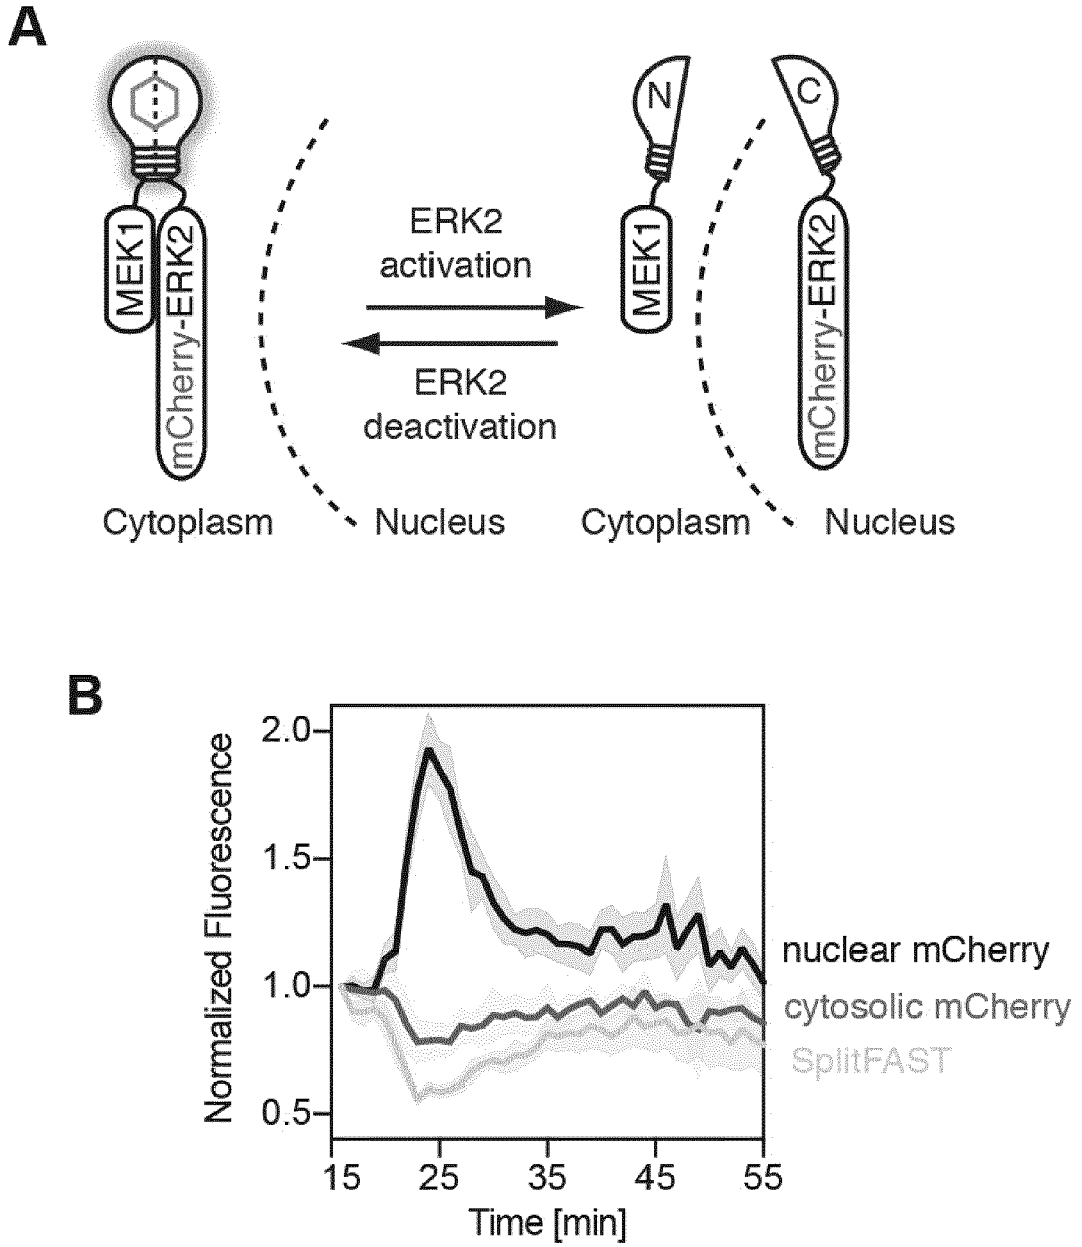 A
N
C
MEK1
mCherry-ERK2
ERK2
activation
ERK2
deactivation
MEK1
mCherry-ERK2
Cytoplasm
Nucleus
Cytoplasm
Nucleus
B
Normalized Fluorescence
2.0
1.5
1.0
0.5
nuclear mCherry
cytosolic mCherry
SplitFAST
15
25
35
45
55
Time [min]